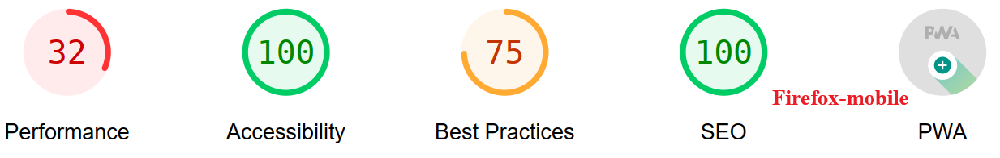 32 100 75 100 PWA
Firefox-mobile
Performance Accessibility Best Practices SEO PWA